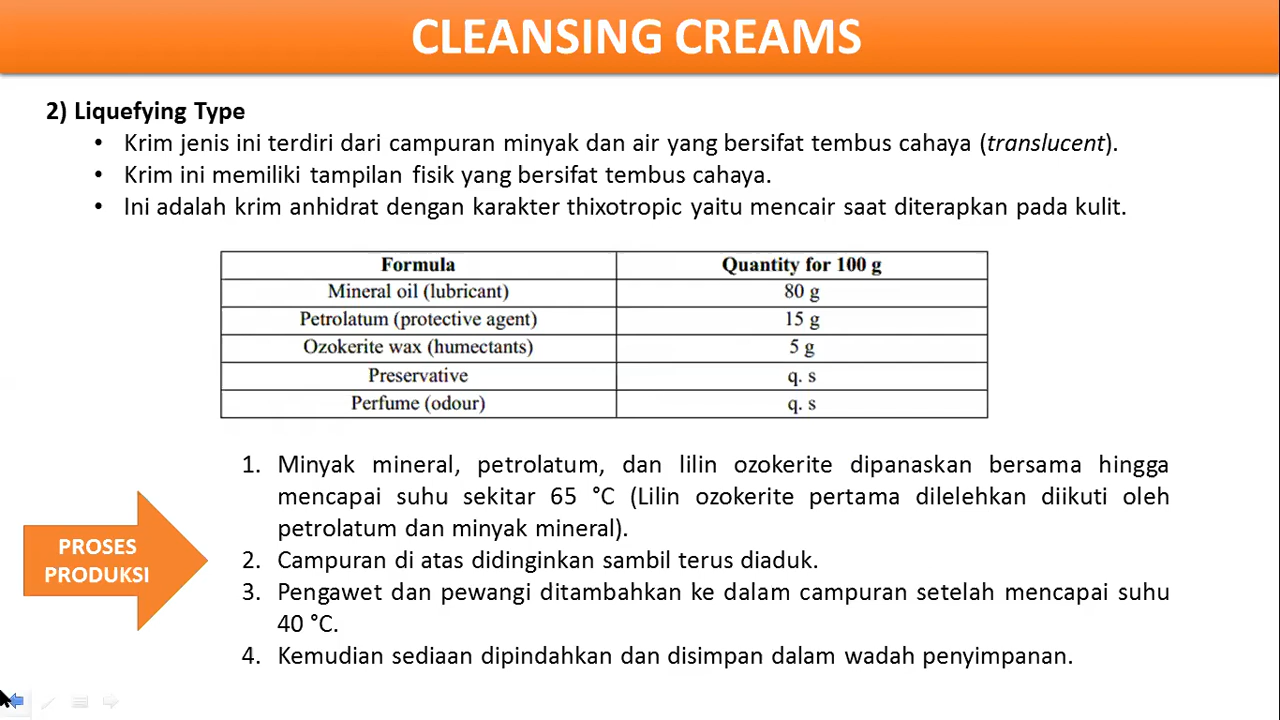 CLEANSING CREAMS
2) Liquefying Type
• Krim jenis ini terdiri dari campuran minyak dan air yang bersifat tembus cahaya (translucent).
• Krim ini memiliki tampilan fisik yang bersifat tembus cahaya.
• Ini adalah krim anhidrat dengan karakter thixotropic yaitu mencair saat diterapkan pada kulit.
Formula Quantity for 100 g
Mineral oil (lubricant) 80 g
Petrolatum (protective agent) 15 g
Ozokerite wax (humectants) 5 g
Preservative q. s
Perfume (odour) q. s
PROSES
PRODUKSI
1. Minyak mineral, petrolatum, dan lilin ozokerite dipanaskan bersama hingga
mencapai suhu sekitar 65 °C (Lilin ozokerite pertama dilelehkan diikuti oleh
petrolatum dan minyak mineral).
2. Campuran di atas didinginkan sambil terus diaduk.
3. Pengawet dan pewangi ditambahkan ke dalam campuran setelah mencapai suhu
40 °C.
4. Kemudian sediaan dipindahkan dan disimpan dalam wadah penyimpanan.